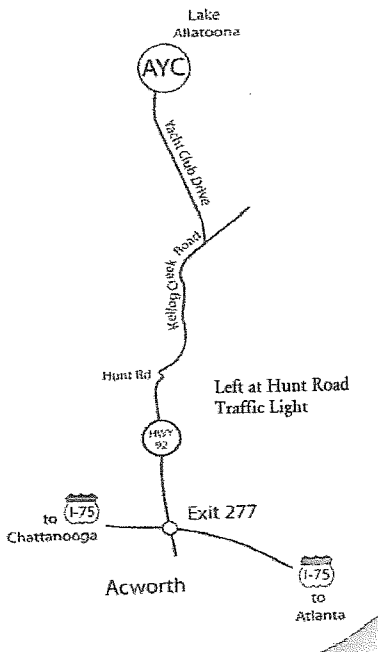 Lake
Allatoona
AYC
Yacht Club Drive
Kellog Creek Road
Hunt Rd
Left at Hunt Road
Traffic Light
HWY
92
to I-75
Chattanooga
Exit 277
Acworth
I-75
to
Atlanta